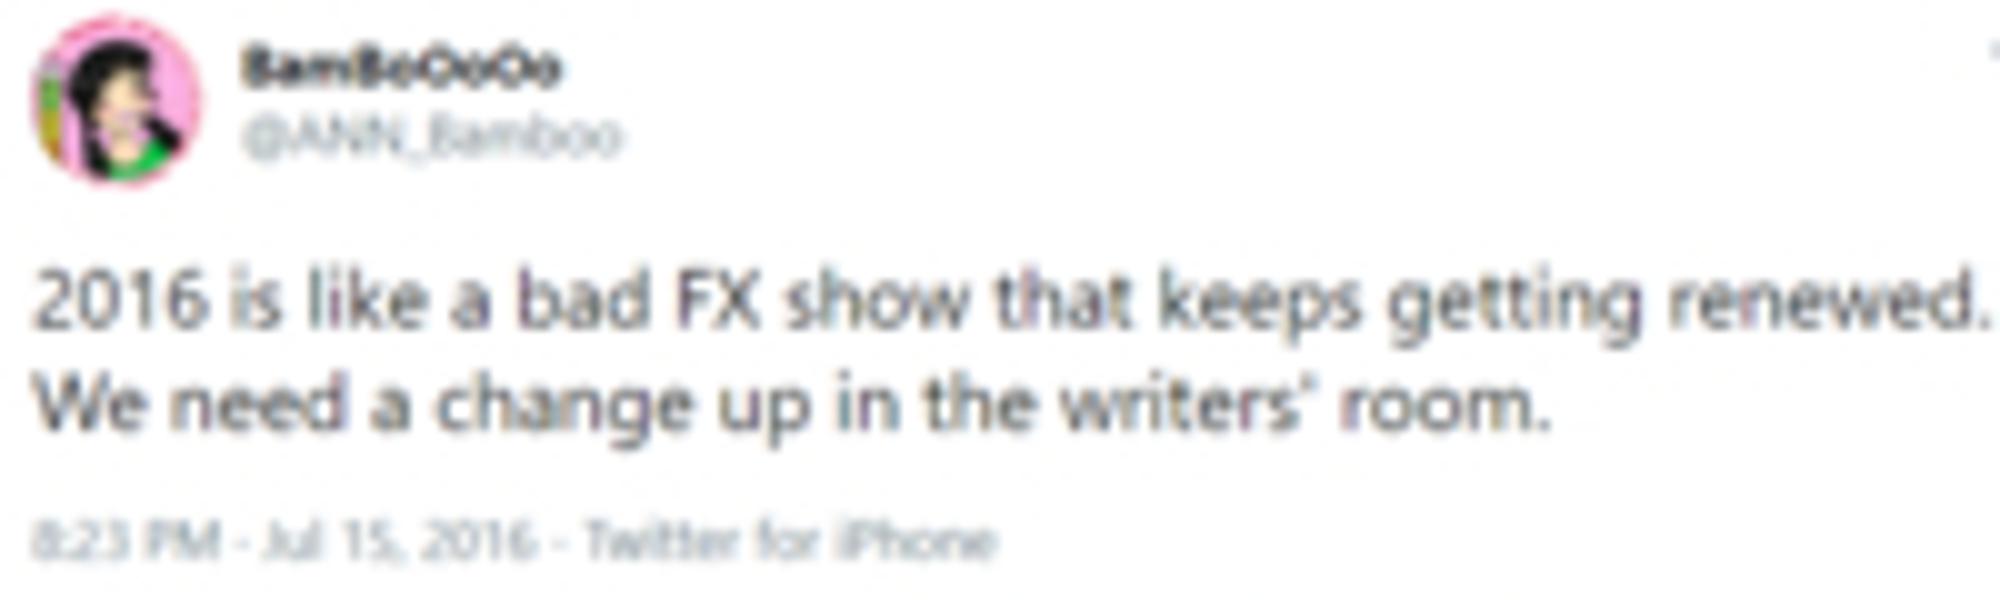 BamBoOoOo
@ANN_Bamboo
2016 is like a bad FX show that keeps getting renewed.
We need a change up in the writers' room.
8:23 PM · Jul 15, 2016 · Twitter for iPhone